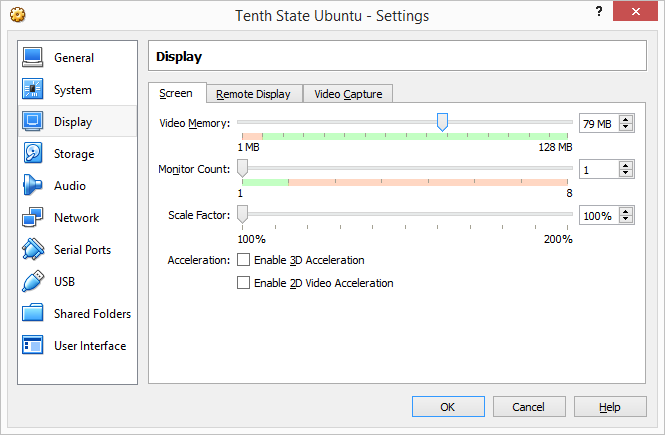 Tenth State Ubuntu - Settings
?
General
System
Display
Storage
Audio
Network
Serial Ports
USB
Shared Folders
User Interface
Display
Screen
Remote Display
Video Capture
Video Memory:
79 MB
1 MB
128 MB
Monitor Count:
1
1
8
Scale Factor:
100%
100%
200%
Acceleration:
Enable 3D Acceleration
Enable 2D Video Acceleration
OK
Cancel
Help